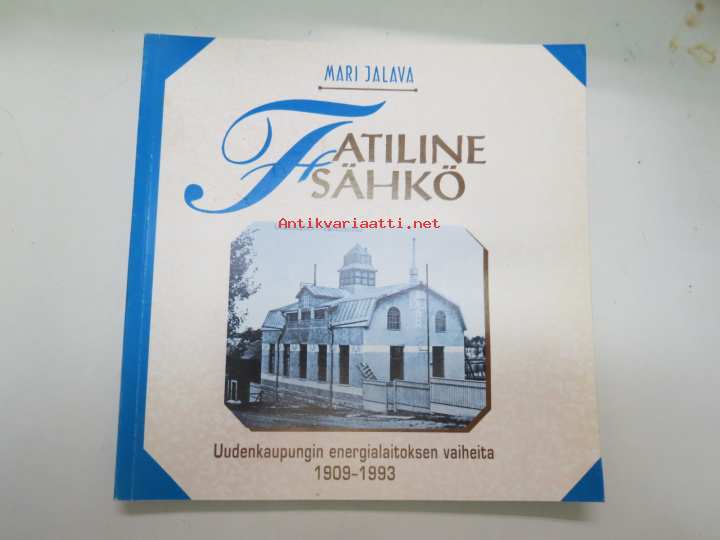 MARI JALAVA
FATILINE
SÄHKÖ
Antikvariaatti.net
Uudenkaupungin energialaitoksen vaiheita
1909-1993